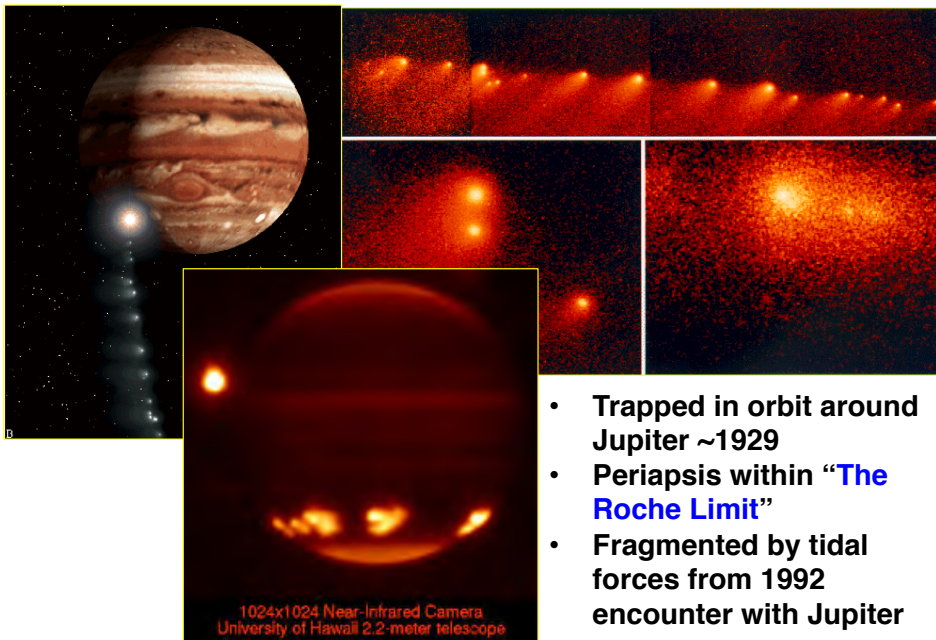 B
1024x1024 Near-Infrared Camera
University of Hawaii 2.2-meter telescope
• Trapped in orbit around
Jupiter ~1929
• Periapsis within “The
Roche Limit”
• Fragmented by tidal
forces from 1992
encounter with Jupiter